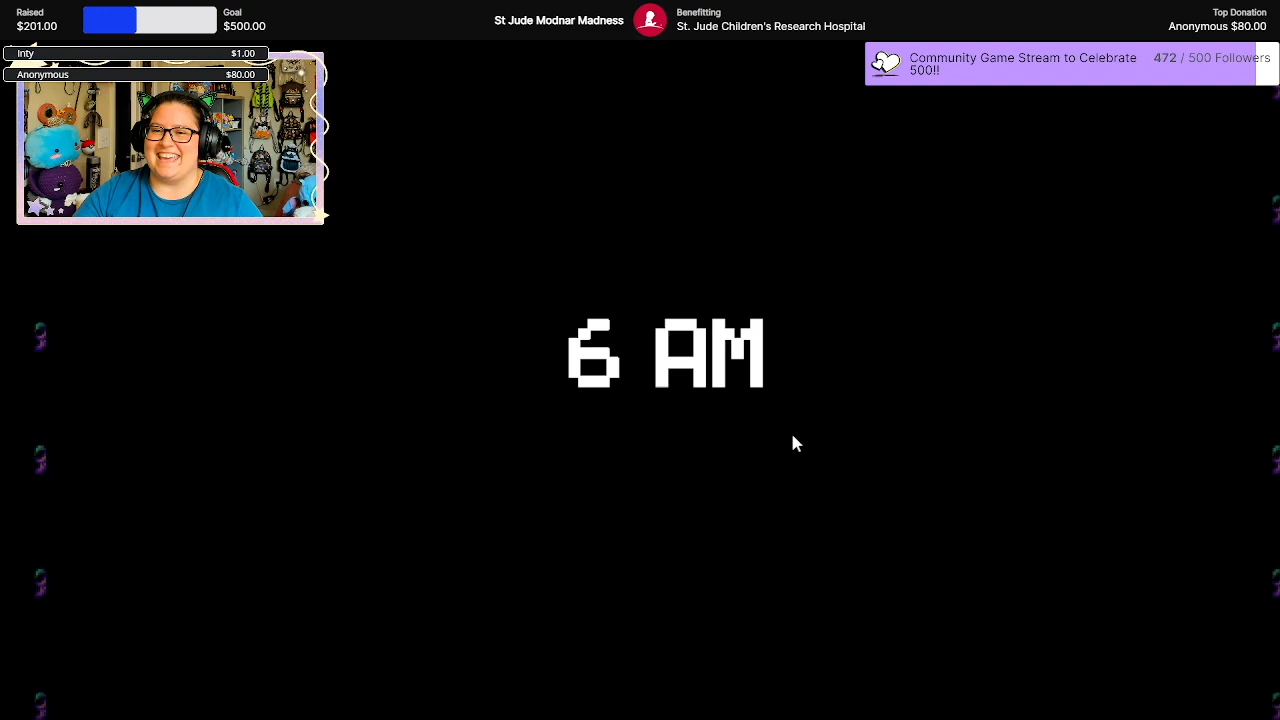 Raised
$201.00
Goal
$500.00
St Jude Modnar Madness
Benefitting
St. Jude Children's Research Hospital
Top Donation
Anonymous $80.00
Inty $1.00
Anonymous $80.00
Community Game Stream to Celebrate 472 / 500 Followers
500!!
6 AM